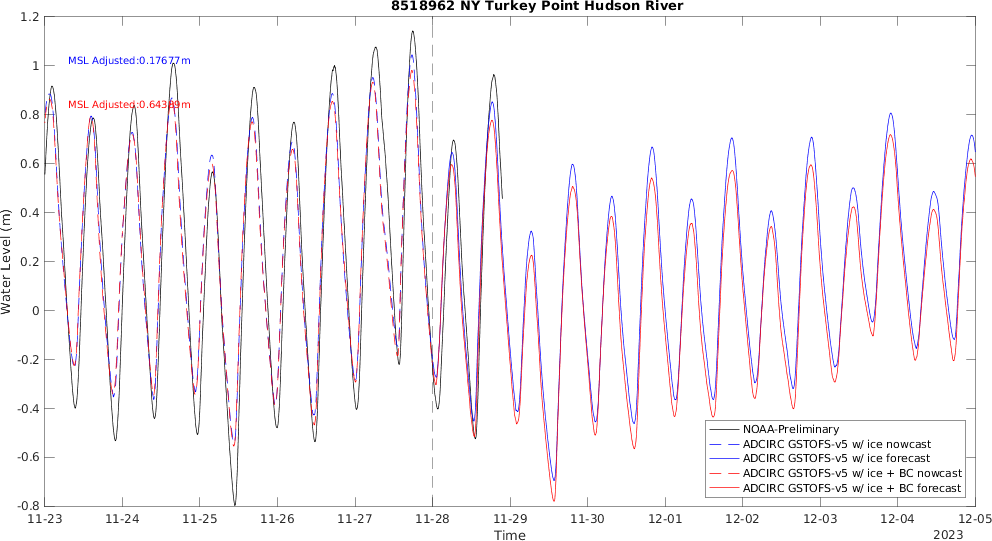 8518962 NY Turkey Point Hudson River
1.2
1
0.8
0.6
0.4
0.2
0
-0.2
-0.4
-0.6
-0.8
Water Level (m)
MSL Adjusted:0.17677m
MSL Adjusted:0.64389m
NOAA-Preliminary
ADCIRC GSTOFS-v5 w/ ice nowcast
ADCIRC GSTOFS-v5 w/ ice forecast
ADCIRC GSTOFS-v5 w/ ice + BC nowcast
ADCIRC GSTOFS-v5 w/ ice + BC forecast
11-23 11-24 11-25 11-26 11-27 11-28 11-29 11-30 12-01 12-02 12-03 12-04 12-05
Time
2023